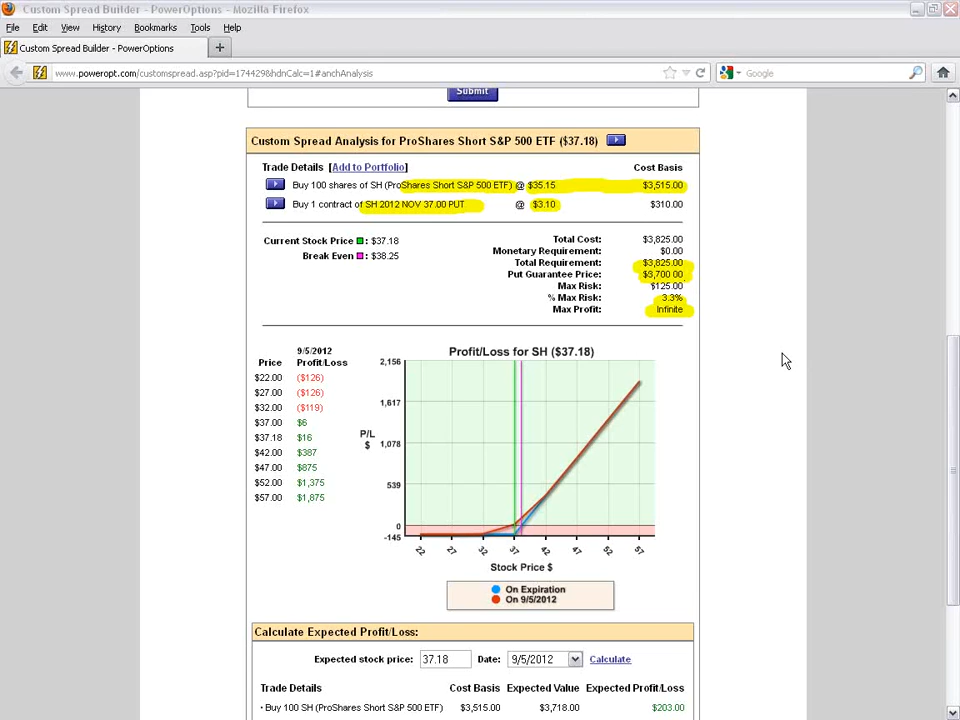 Custom Spread Builder - PowerOptions - Mozilla Firefox
File Edit View History Bookmarks Tools Help
Custom Spread Builder - PowerOptions +
www.poweropt.com/customspread.asp?pid=174429&hdnCalc=1#anchAnalysis Google
Submit
Custom Spread Analysis for ProShares Short S&P 500 ETF ($37.18)
Trade Details [Add to Portfolio] Cost Basis
Buy 100 shares of SH (ProShares Short S&P 500 ETF) @ $35.15 $3,515.00
Buy 1 contract of SH 2012 NOV 37.00 PUT @ $3.10 $310.00
Current Stock Price : $37.18
Break Even : $38.25
Total Cost: $3,825.00
Monetary Requirement: $0.00
Total Requirement: $3,825.00
Put Guarantee Price: $3,700.00
Max Risk: $125.00
% Max Risk: 3.3%
Max Profit: Infinite
9/5/2012
Price Profit/Loss
$22.00 ($126)
$27.00 ($126)
$32.00 ($119)
$37.00 $6
$37.18 $16
$42.00 $387
$47.00 $875
$52.00 $1,375
$57.00 $1,875
Profit/Loss for SH ($37.18)
2,156
1,617
P/L
$
1,078
539
0
-145
22 27 32 37 42 47 52 57
Stock Price $
On Expiration
On 9/5/2012
Calculate Expected Profit/Loss:
Expected stock price: 37.18 Date: 9/5/2012 Calculate
Trade Details Cost Basis Expected Value Expected Profit/Loss
• Buy 100 SH (ProShares Short S&P 500 ETF) $3,515.00 $3,718.00 $203.00